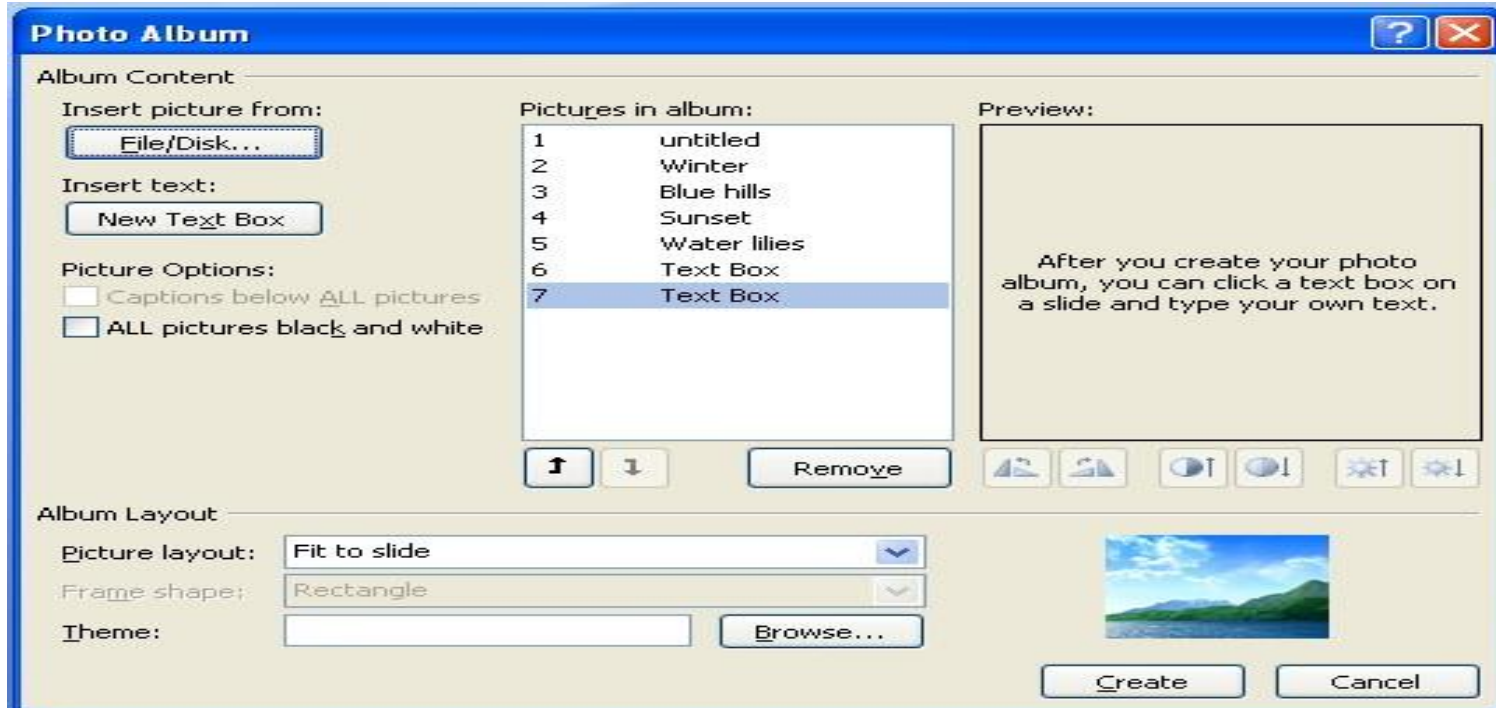 Photo Album
Album Content
Insert picture from:
File/Disk...
Insert text:
New Text Box
Picture Options:
Captions below ALL pictures
ALL pictures black and white
Pictures in album:
1 untitled
2 Winter
3 Blue hills
4 Sunset
5 Water lilies
6 Text Box
7 Text Box
Remove
Preview:
After you create your photo
album, you can click a text box on
a slide and type your own text.
Album Layout
Picture layout: Fit to slide
Frame shape: Rectangle
Theme:
Browse...
Create
Cancel